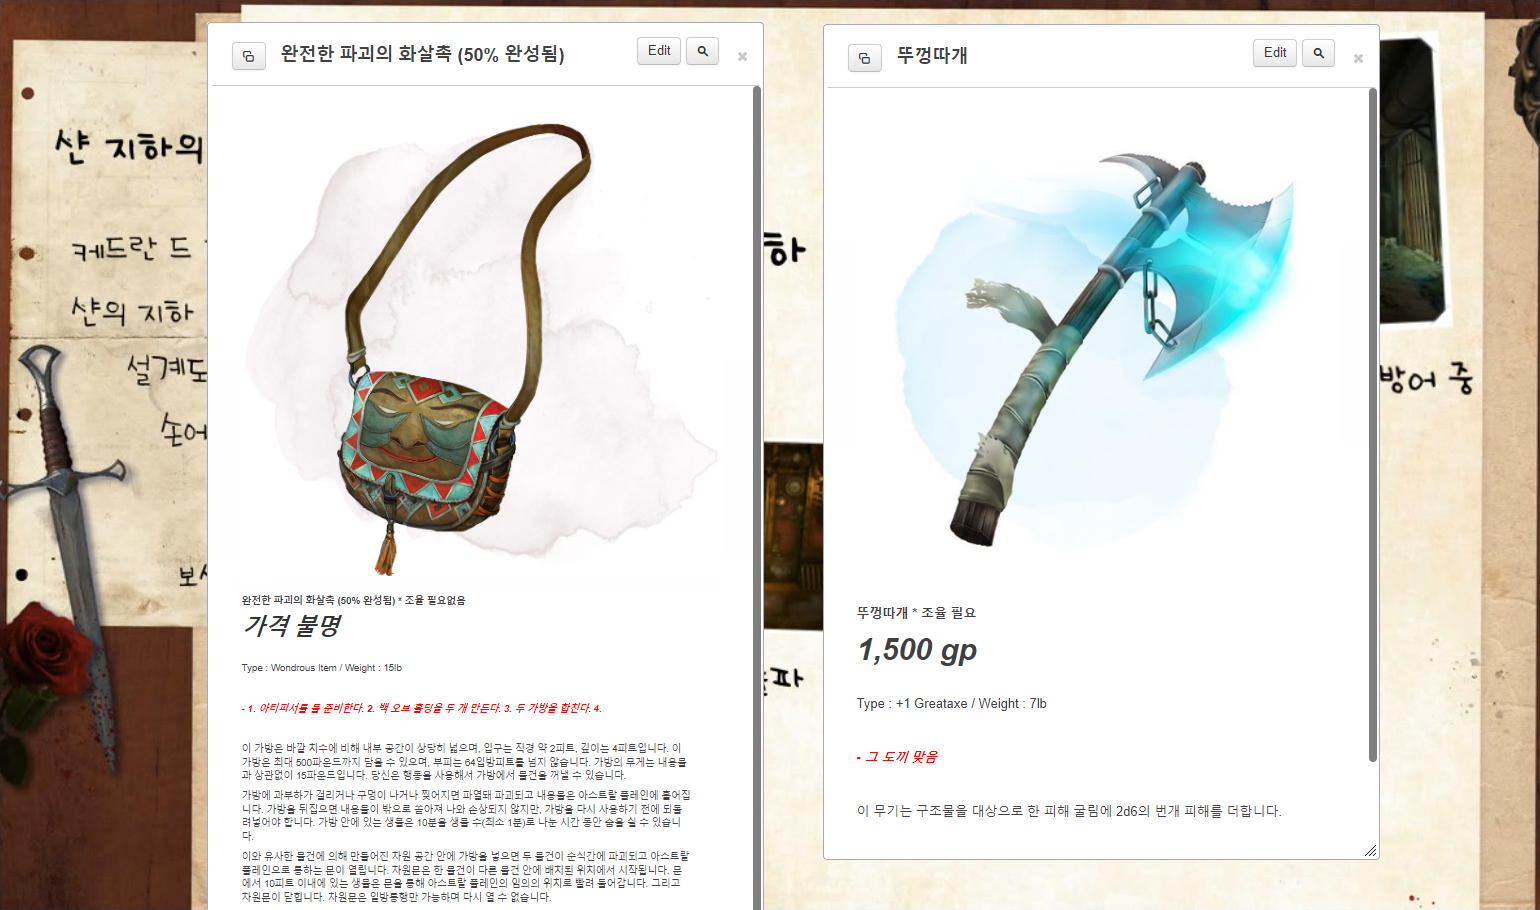 샨 지하의
케드란 드
샨의 지하
설계도
손에
하
방어 중
완전한 파괴의 화살촉 (50% 완성됨)
Edit
완전한 파괴의 화살촉 (50% 완성됨) * 조율 필요없음
가격 불명
Type : Wondrous Item / Weight : 15lb
- 1. 아티피서를 둘 준비한다. 2. 백 오브 홀딩을 두 개 만든다. 3. 두 가방을 합친다. 4.
이 가방은 바깥 치수에 비해 내부 공간이 상당히 넓으며, 입구는 직경 약 2피트, 깊이는 4피트입니다. 이
가방은 최대 500파운드까지 담을 수 있으며, 부피는 64입방피트를 넘지 않습니다. 가방의 무게는 내용물
과 상관없이 15파운드입니다. 당신은 행동을 사용해서 가방에서 물건을 꺼낼 수 있습니다.
가방에 과부하가 걸리거나 구멍이 나거나 찢어지면 파열돼 파괴되고 내용물은 아스트랄 플레인에 흩어집
니다. 가방을 뒤집으면 내용물이 밖으로 쏟아져 나와 손상되지 않지만, 가방을 다시 사용하기 전에 되돌
려넣어야 합니다. 가방 안에 있는 생물은 10분을 생물 수(최소 1분)로 나눈 시간 동안 숨을 쉴 수 있습니
다.
이와 유사한 물건에 의해 만들어진 차원 공간 안에 가방을 넣으면 두 물건이 순식간에 파괴되고 아스트랄
플레인으로 통하는 문이 열립니다. 차원문은 한 물건이 다른 물건 안에 배치된 위치에서 시작됩니다. 문
에서 10피트 이내에 있는 생물은 문을 통해 아스트랄 플레인의 임의의 위치로 빨려 들어갑니다. 그리고
차원문이 닫힙니다. 차원문은 일방통행만 가능하며 다시 열 수 없습니다.
뚜껑따개
Edit
뚜껑따개 * 조율 필요
1,500 gp
Type : +1 Greataxe / Weight : 7lb
- 그 도끼 맞음
이 무기는 구조물을 대상으로 한 피해 굴림에 2d6의 번개 피해를 더합니다.